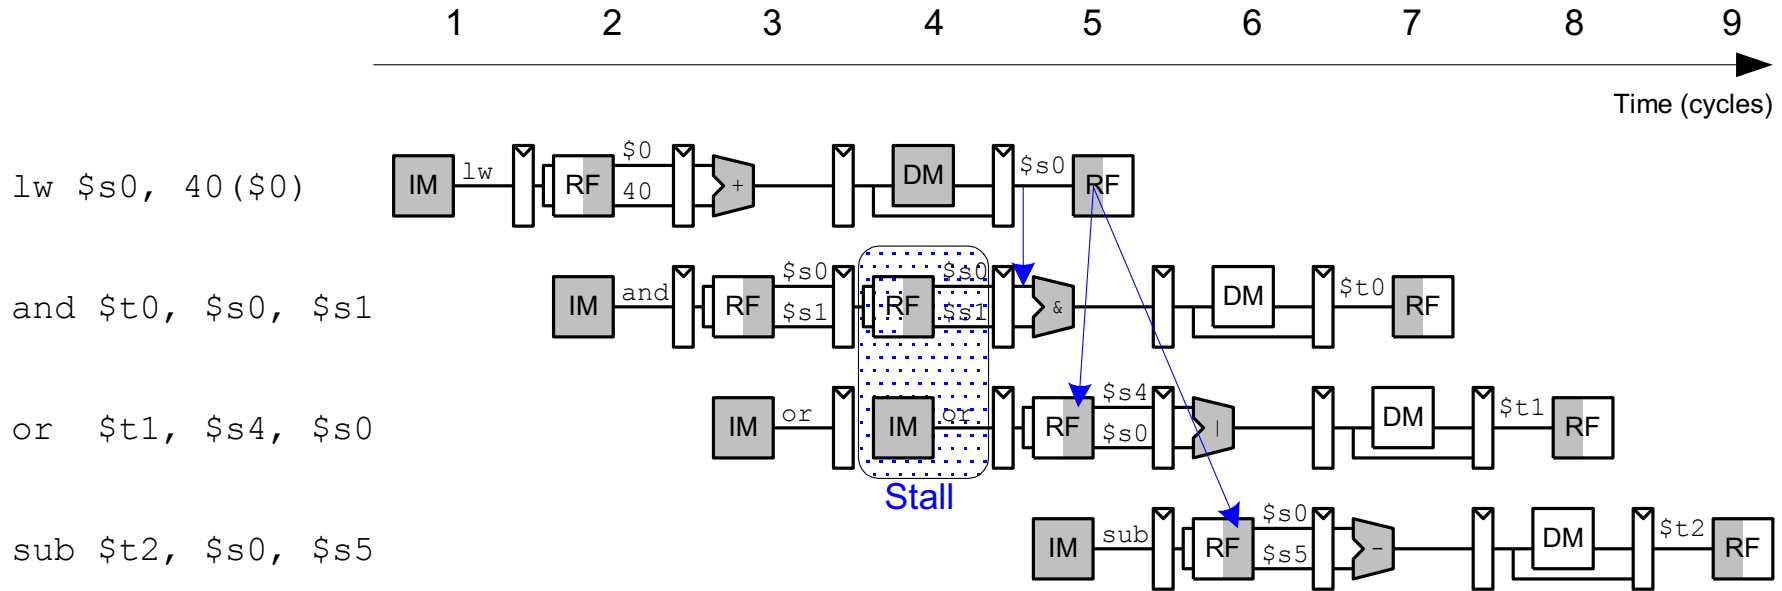 1 2 3 4 5 6 7 8 9
Time (cycles)
lw $s0, 40($0) IM lw RF $0 40 + DM $s0 RF
and $t0, $s0, $s1 IM and RF $s0 $s1 RF $s0 $s1 & DM $t0 RF
or $t1, $s4, $s0 IM or IM or RF $s4 $s0 | DM $t1 RF
Stall
sub $t2, $s0, $s5 IM sub RF $s0 $s5 - DM $t2 RF